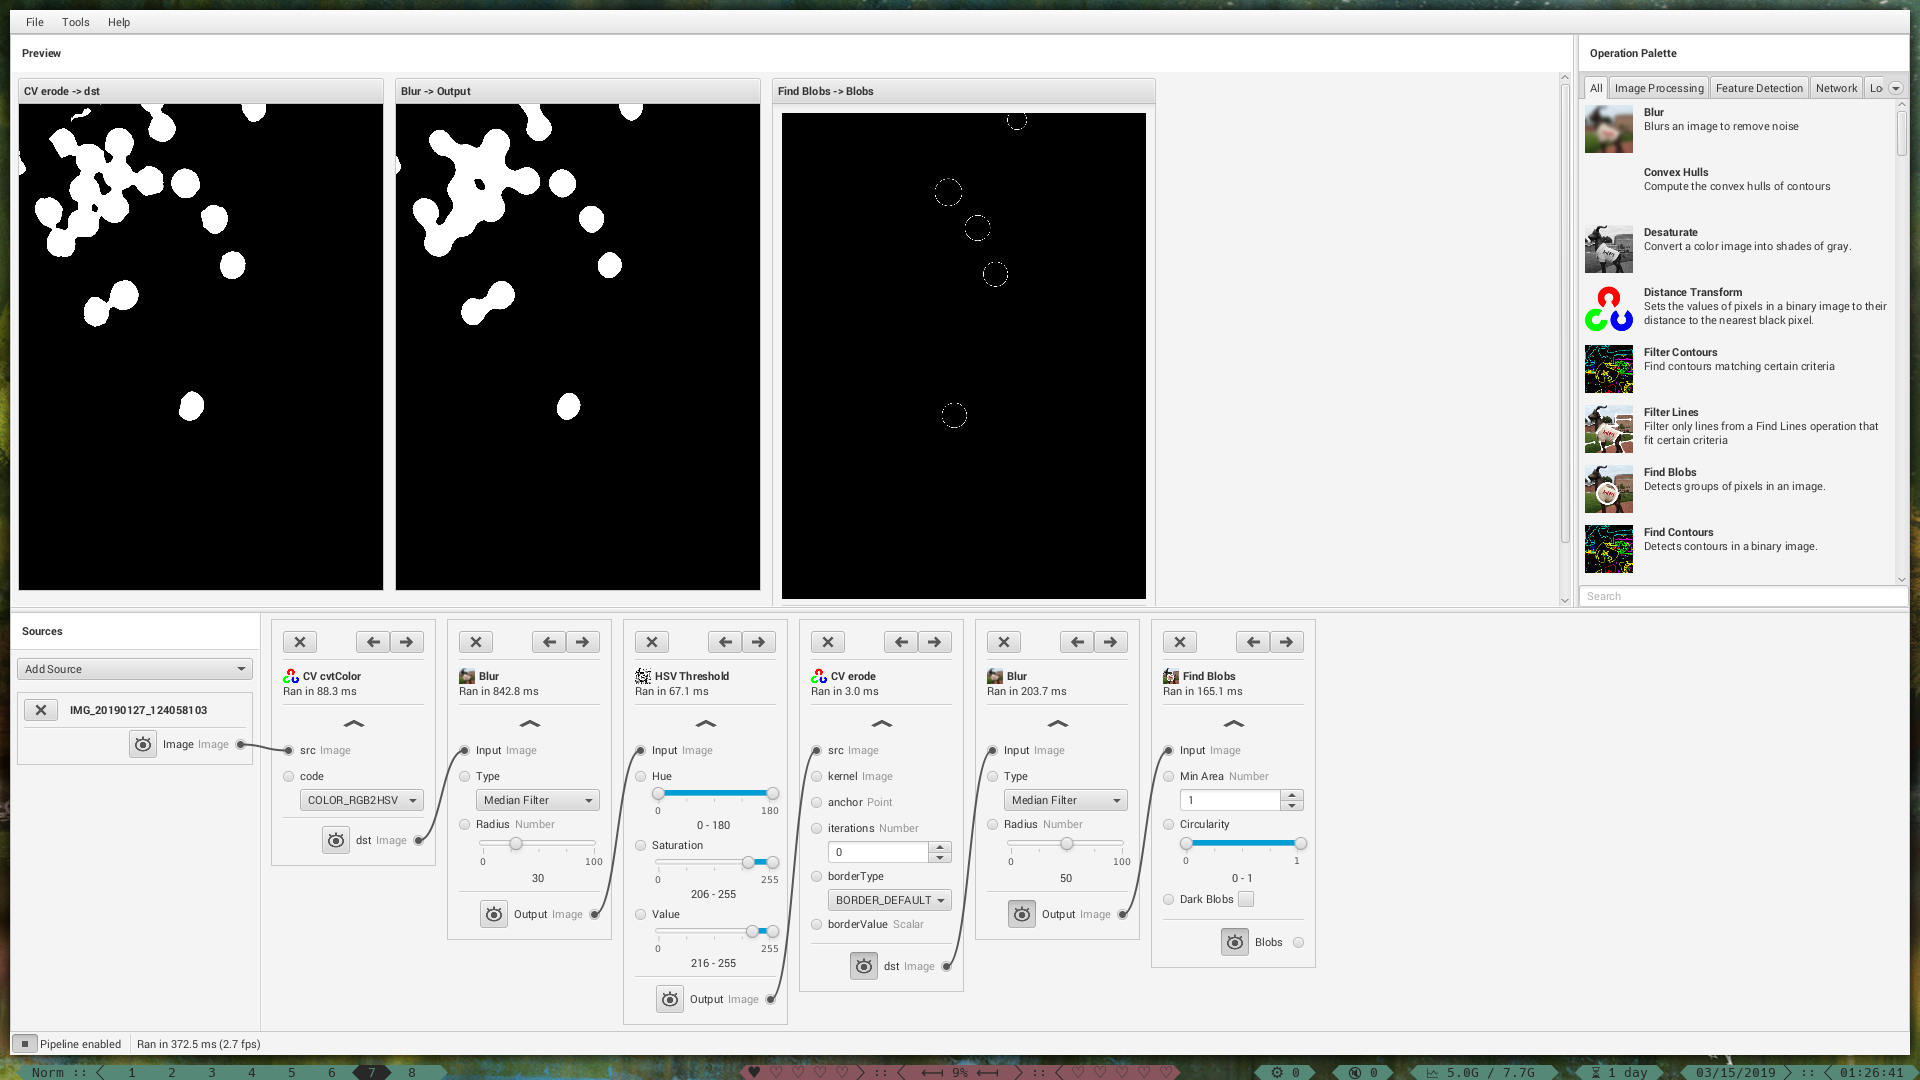 File Tools Help
Preview
CV erode -> dst
Blur -> Output
Find Blobs -> Blobs
Operation Palette
All Image Processing Feature Detection Network Lo
Blur
Blurs an image to remove noise
Convex Hulls
Compute the convex hulls of contours
Desaturate
Convert a color image into shades of gray.
Distance Transform
Sets the values of pixels in a binary image to their
distance to the nearest black pixel.
Filter Contours
Find contours matching certain criteria
Filter Lines
Filter only lines from a Find Lines operation that
fit certain criteria
Find Blobs
Detects groups of pixels in an image.
Find Contours
Detects contours in a binary image.
Search
Sources
Add Source
IMG_20190127_124058103
Image Image
CV cvtColor
Ran in 88.3 ms
src Image
code
COLOR_RGB2HSV
dst Image
Blur
Ran in 842.8 ms
Input Image
Type
Median Filter
Radius Number
0 100
30
Output Image
HSV Threshold
Ran in 67.1 ms
Input Image
Hue
0 180
0 - 180
Saturation
0 255
206 - 255
Value
0 255
216 - 255
Output Image
CV erode
Ran in 3.0 ms
src Image
kernel Image
anchor Point
iterations Number
0
borderType
BORDER_DEFAULT
borderValue Scalar
dst Image
Blur
Ran in 203.7 ms
Input Image
Type
Median Filter
Radius Number
0 100
50
Output Image
Find Blobs
Ran in 165.1 ms
Input Image
Min Area Number
1
Circularity
0 1
0 - 1
Dark Blobs
Blobs
Pipeline enabled Ran in 372.5 ms (2.7 fps)
Norm :: 1 2 3 4 5 6 7 8 :: 9% :: 0 0 5.0G / 7.7G 1 day 03/15/2019 :: 01:26:41